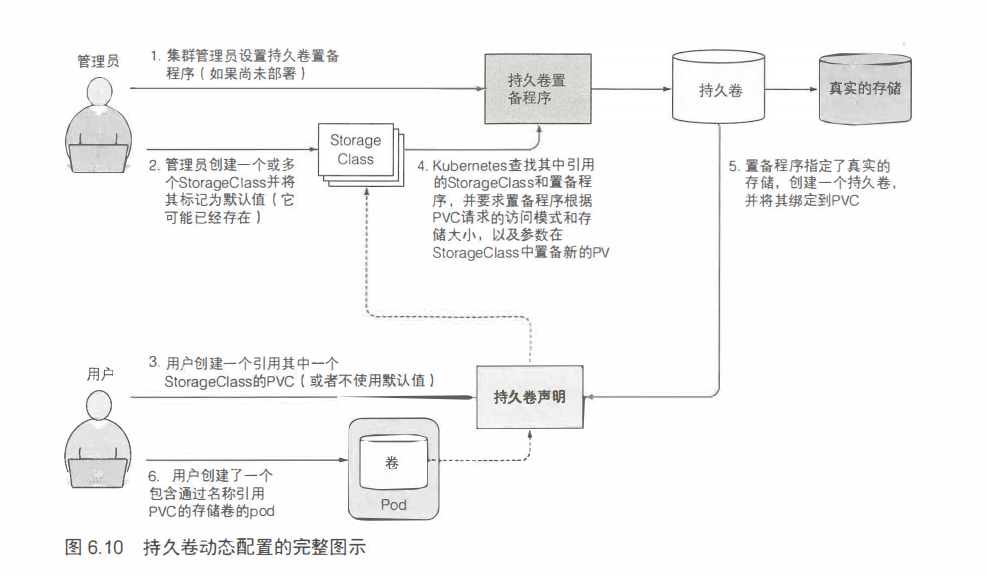 管理员
1. 集群管理员设置持久卷置备
程序（如果尚未部署）
持久卷置
备程序
持久卷
真实的存储
Storage
Class
2. 管理员创建一个或多
个StorageClass并将
其标记为默认值（它
可能已经存在）
4. Kubernetes查找其中引用
的StorageClass和置备程
序，并要求置备程序根据
PVC请求的访问模式和存
储大小，以及参数在
StorageClass中置备新的PV
5. 置备程序指定了真实的
存储，创建一个持久卷，
并将其绑定到PVC
用户
3. 用户创建一个引用其中一个
StorageClass的PVC（或者不使用默认值）
持久卷声明
卷
Pod
6. 用户创建了一个
包含通过名称引用
PVC的存储卷的pod
图 6.10 持久卷动态配置的完整图示